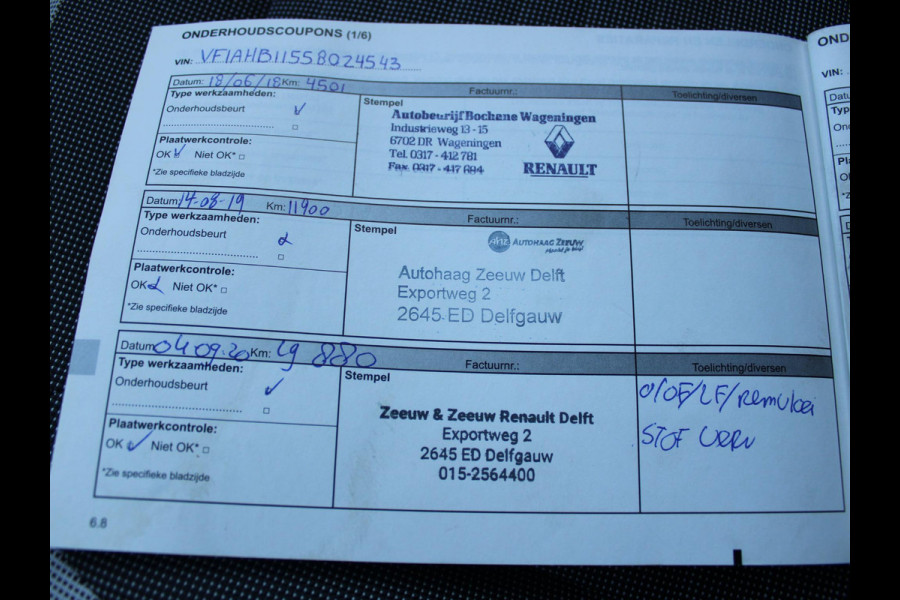 ONDERHOUDSCOUPONS (1/6)
VIN: VF1AHB11558024543
Datum: 18/06/18 Km: 4501 Factuurnr.: Toelichting/diversen
Type werkzaamheden:
Onderhoudsbeurt
Plaatwerkcontrole:
OK Niet OK*
*Zie specifieke bladzijde
Stempel
Autobedrijf Bochane Wageningen
Industrieweg 13 - 15
6702 DR Wageningen
Tel. 0317 - 412 781
Fax. 0317 - 417 694
RENAULT
Datum: 14-08-19 Km: 11900 Factuurnr.: Toelichting/diversen
Type werkzaamheden:
Onderhoudsbeurt
Plaatwerkcontrole:
OK Niet OK*
*Zie specifieke bladzijde
Stempel
AUTOHAAG ZEEUW
Autohaag Zeeuw Delft
Exportweg 2
2645 ED Delfgauw
Datum: 04 09.20 Km: 19 880 Factuurnr.: Toelichting/diversen
Type werkzaamheden:
Onderhoudsbeurt
Plaatwerkcontrole:
OK Niet OK*
*Zie specifieke bladzijde
Stempel
Zeeuw & Zeeuw Renault Delft
Exportweg 2
2645 ED Delfgauw
015-2564400
O/OF/LF/remvloei
STOF
6.8
OND
VIN: